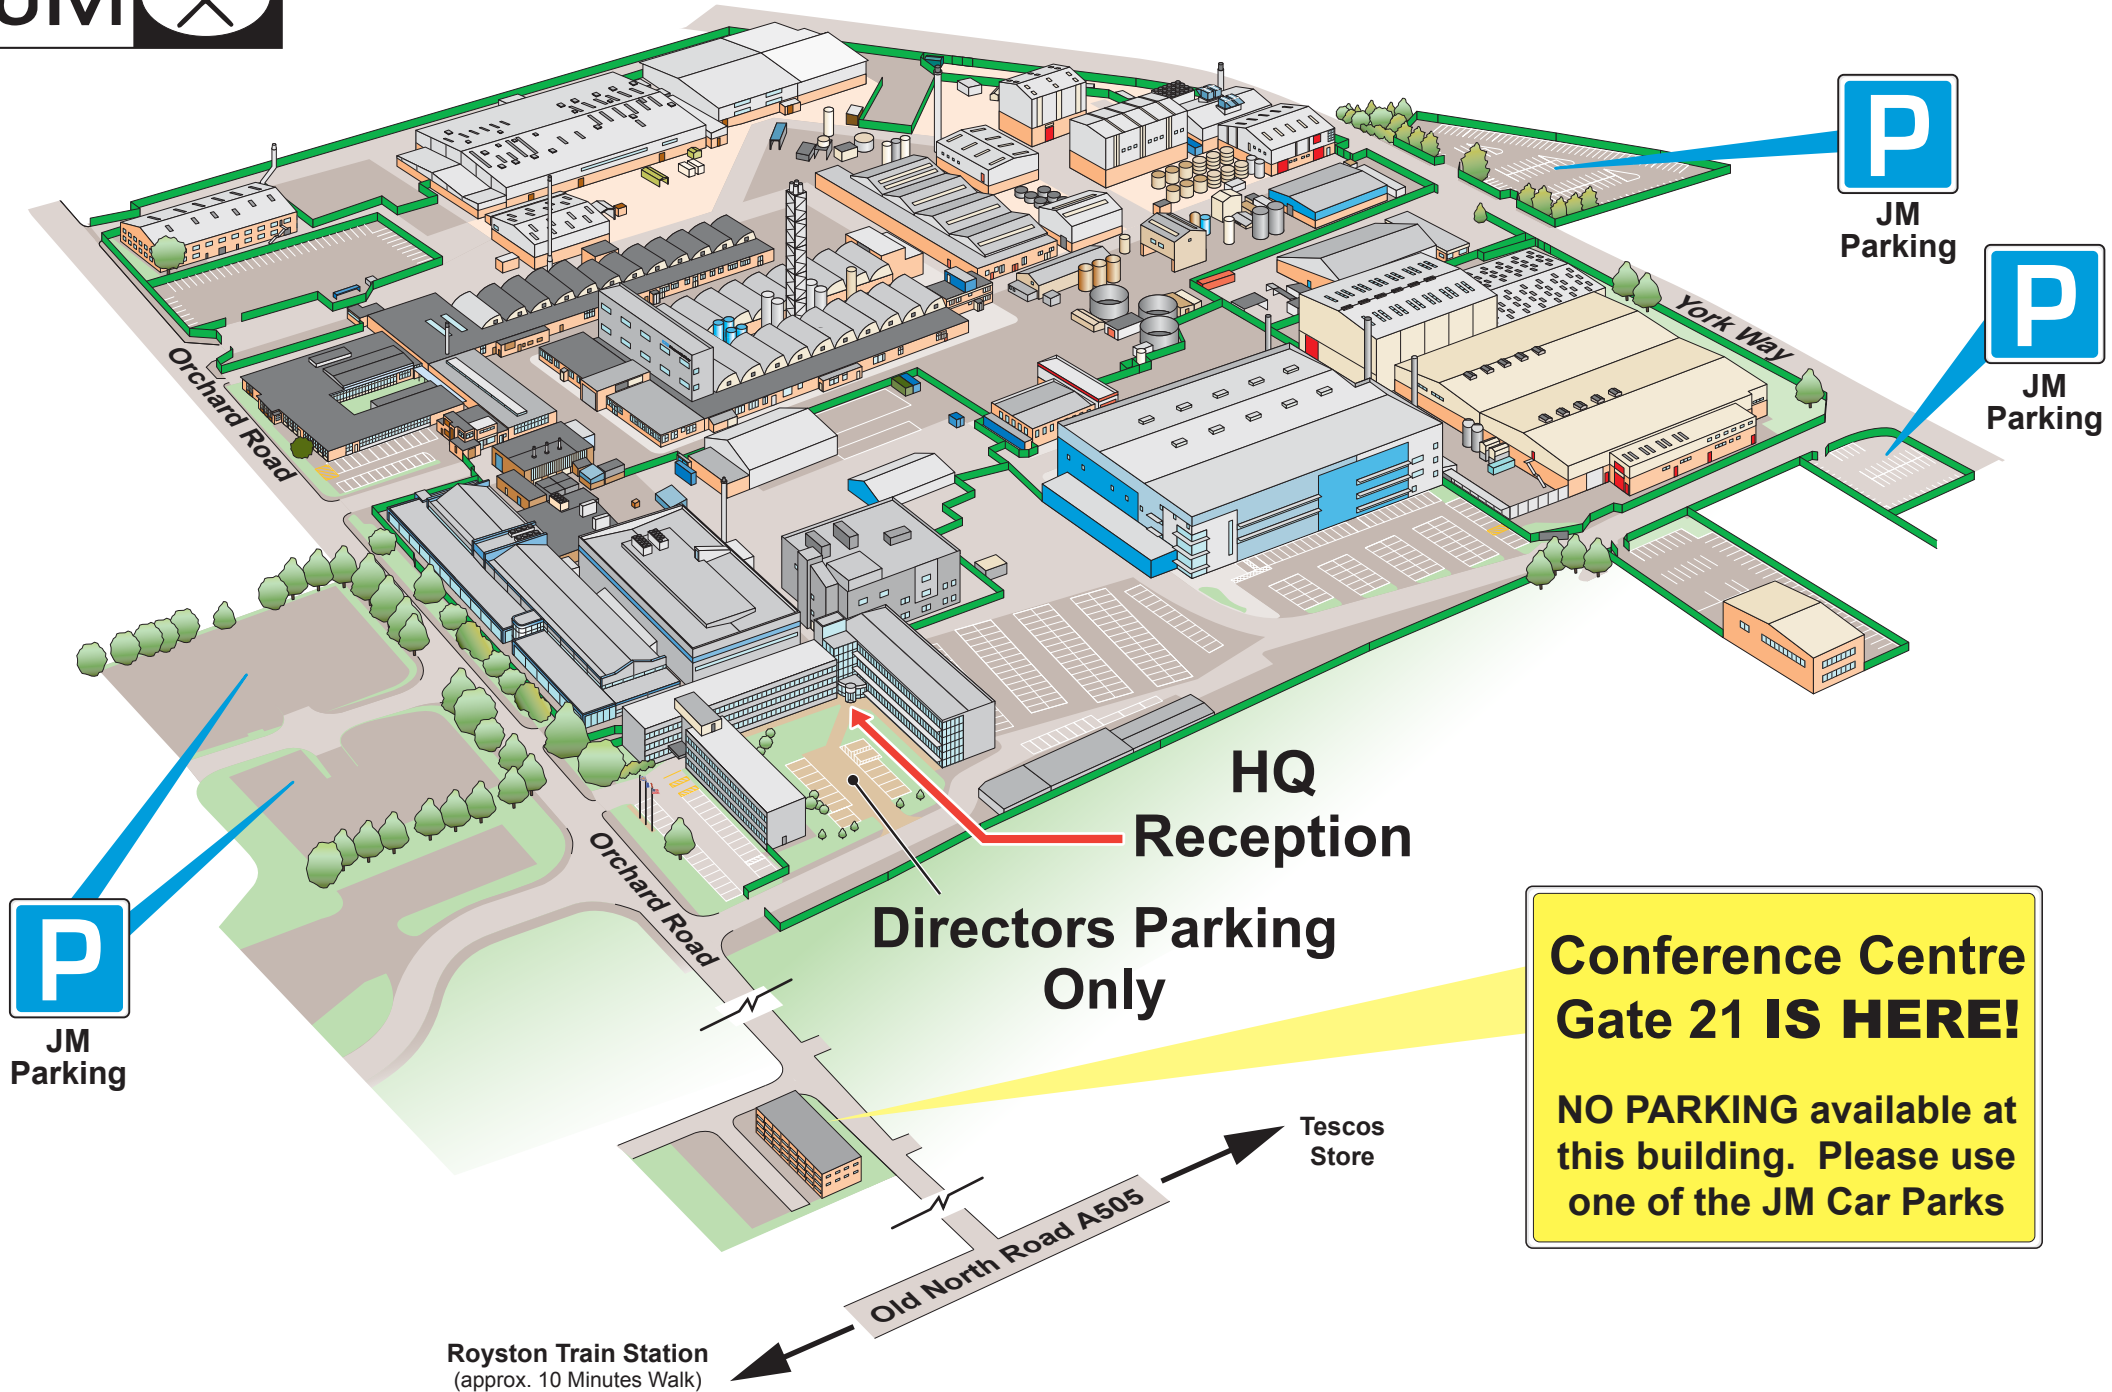 P
JM
Parking
P
JM
Parking
York Way
Orchard Road
HQ
Reception
Orchard Road
Directors Parking
Only
P
JM
Parking
Conference Centre
Gate 21 IS HERE!
NO PARKING available at
this building. Please use
one of the JM Car Parks
Tescos
Store
Old North Road A505
Royston Train Station
(approx. 10 Minutes Walk)